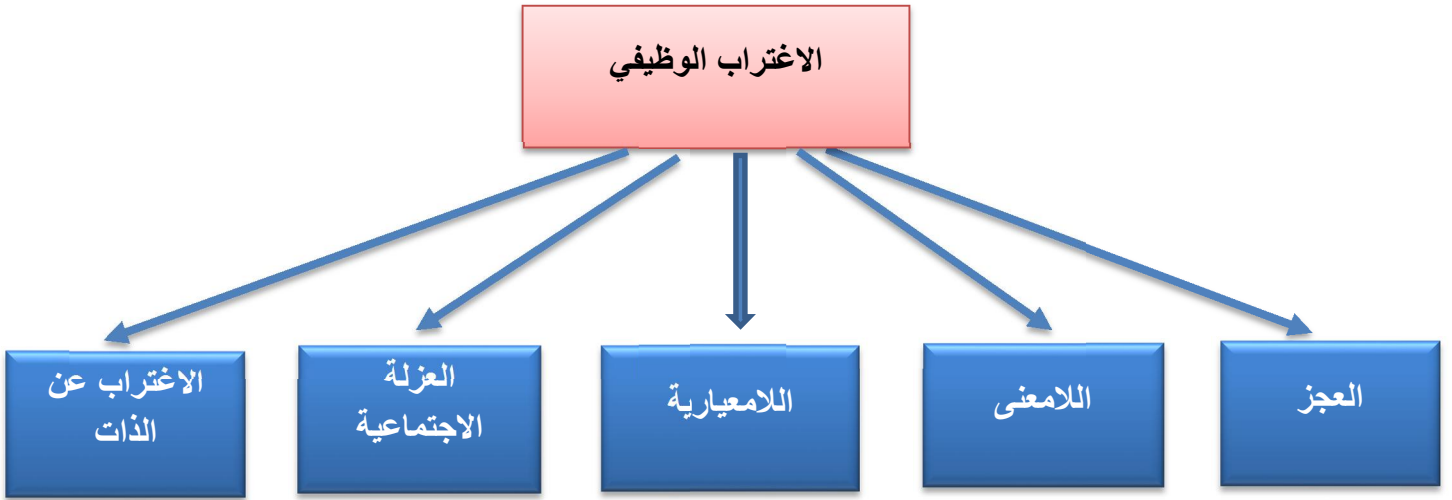 الاغتراب الوظيفي
العجز
اللامعنى
اللامعيارية
العزلة
الاجتماعية
الاغتراب عن
الذات